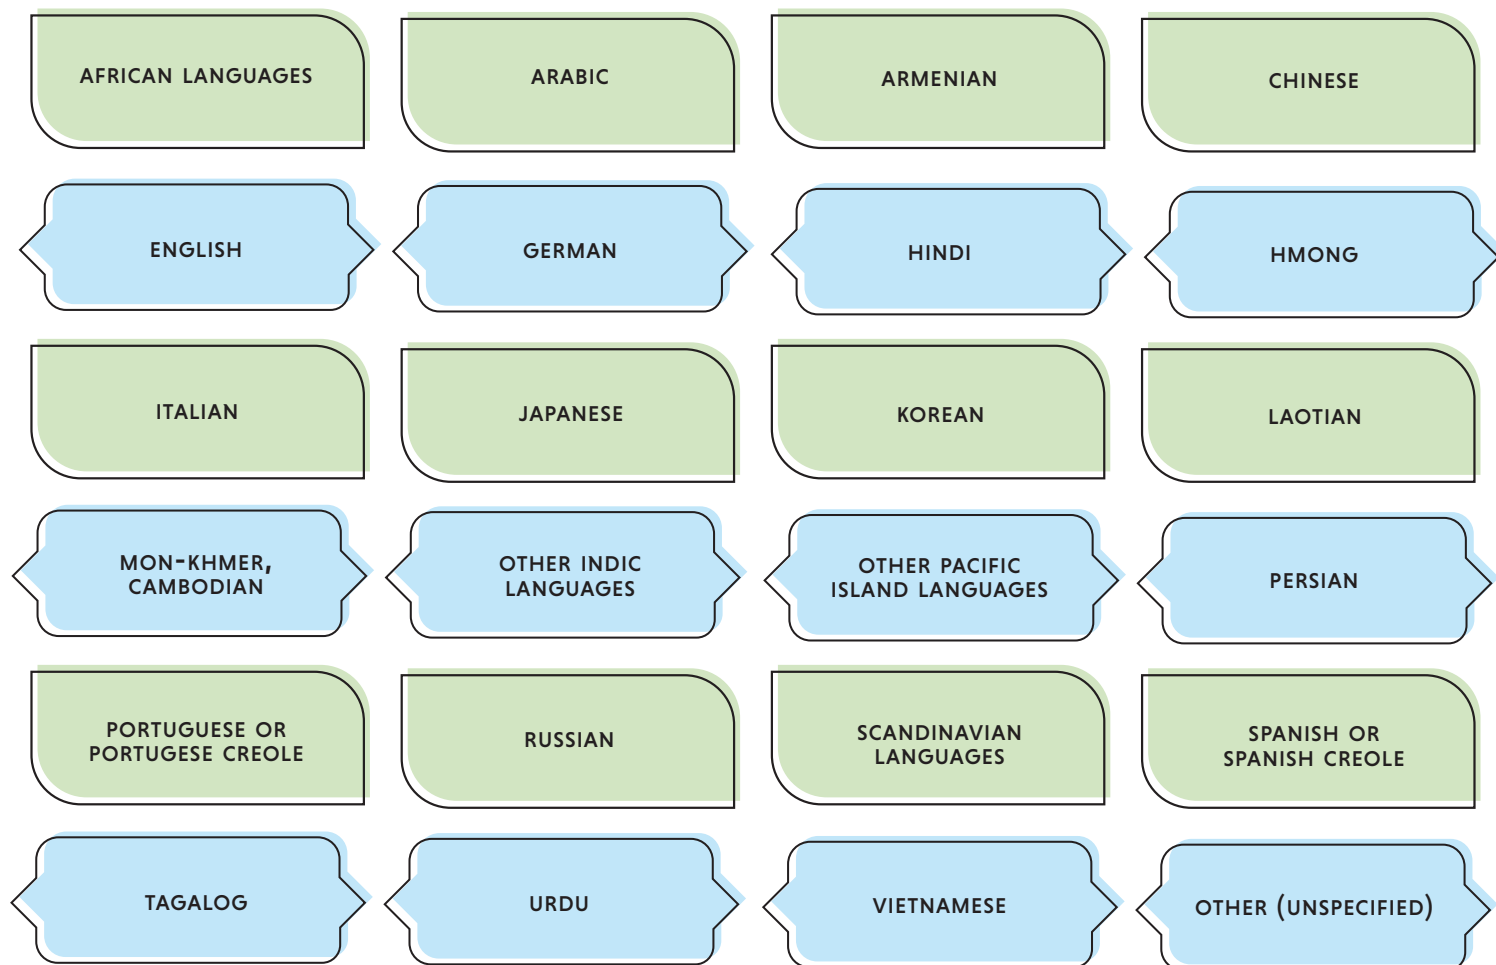 AFRICAN LANGUAGES
ARABIC
ARMENIAN
CHINESE
ENGLISH
GERMAN
HINDI
HMONG
ITALIAN
JAPANESE
KOREAN
LAOTIAN
MON-KHMER,
CAMBODIAN
OTHER INDIC
LANGUAGES
OTHER PACIFIC
ISLAND LANGUAGES
PERSIAN
PORTUGUESE OR
PORTUGESE CREOLE
RUSSIAN
SCANDINAVIAN
LANGUAGES
SPANISH OR
SPANISH CREOLE
TAGALOG
URDU
VIETNAMESE
OTHER (UNSPECIFIED)